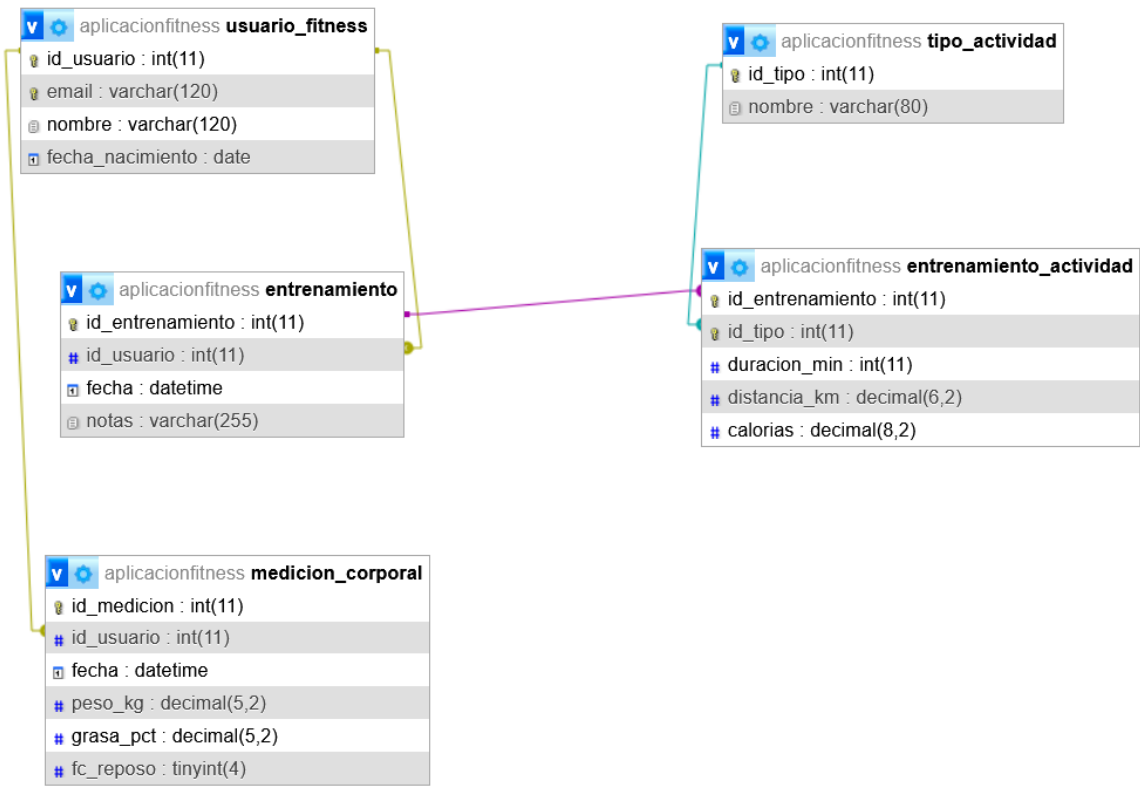 v aplicacionfitness usuario_fitness
id_usuario : int(11)
email : varchar(120)
nombre : varchar(120)
fecha_nacimiento : date
v aplicacionfitness tipo_actividad
id_tipo : int(11)
nombre : varchar(80)
v aplicacionfitness entrenamiento
id_entrenamiento : int(11)
# id_usuario : int(11)
fecha : datetime
notas : varchar(255)
v aplicacionfitness entrenamiento_actividad
id_entrenamiento : int(11)
id_tipo : int(11)
# duracion_min : int(11)
# distancia_km : decimal(6,2)
# calorias : decimal(8,2)
v aplicacionfitness medicion_corporal
id_medicion : int(11)
# id_usuario : int(11)
fecha : datetime
# peso_kg : decimal(5,2)
# grasa_pct : decimal(5,2)
# fc_reposo : tinyint(4)